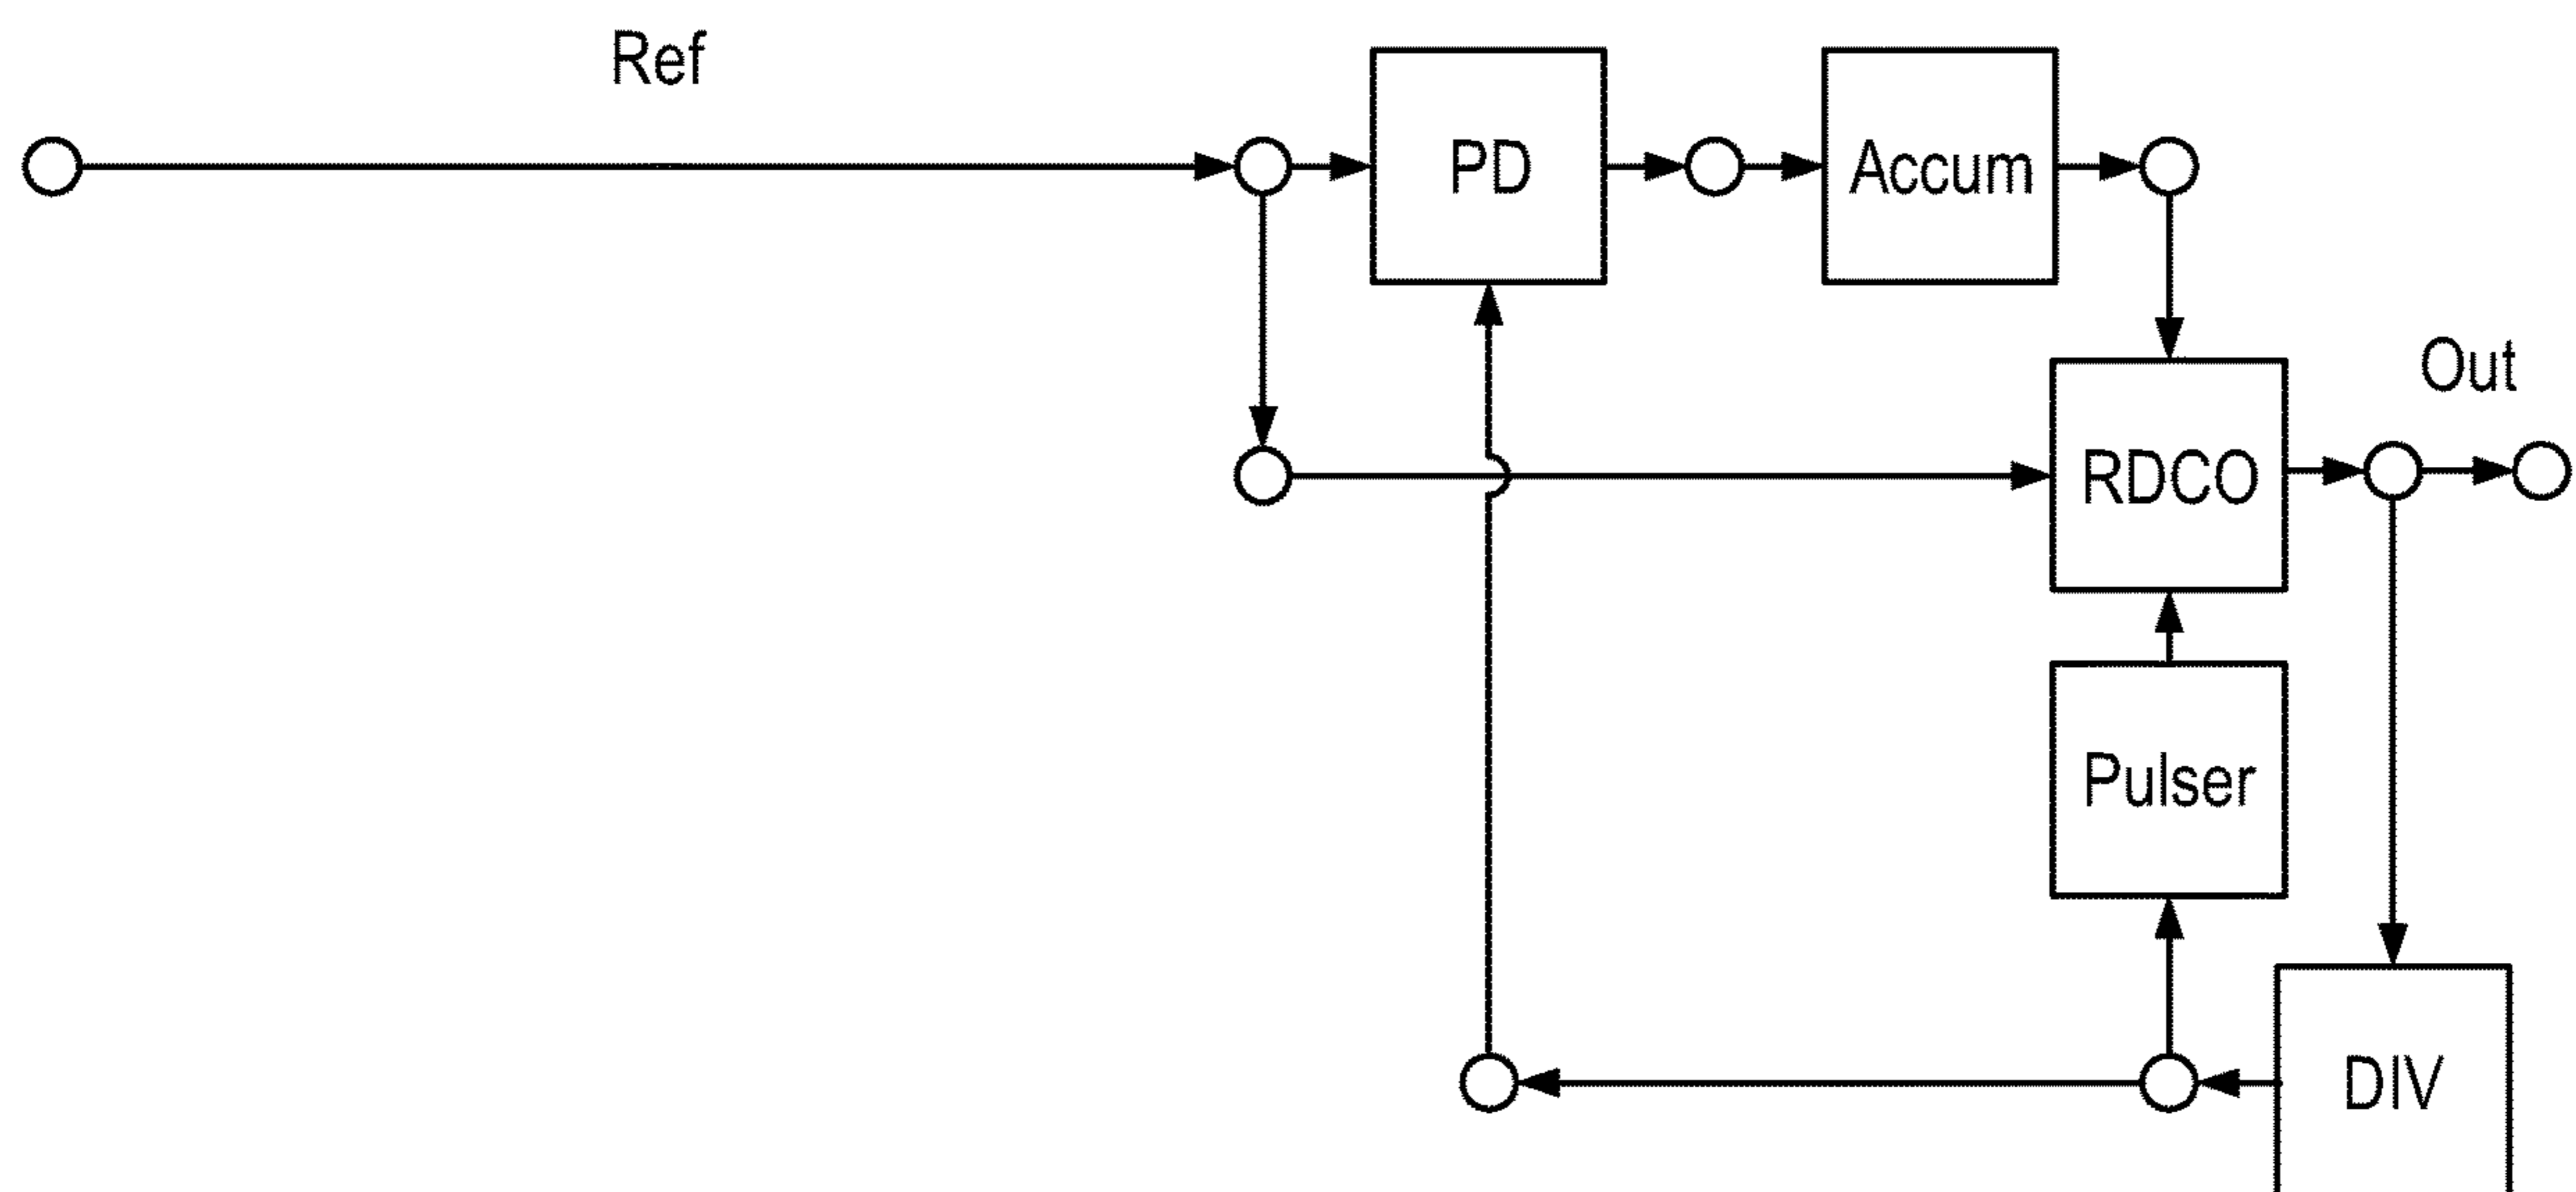 Ref
PD
Accum
Out
RDCO
Pulser
DIV